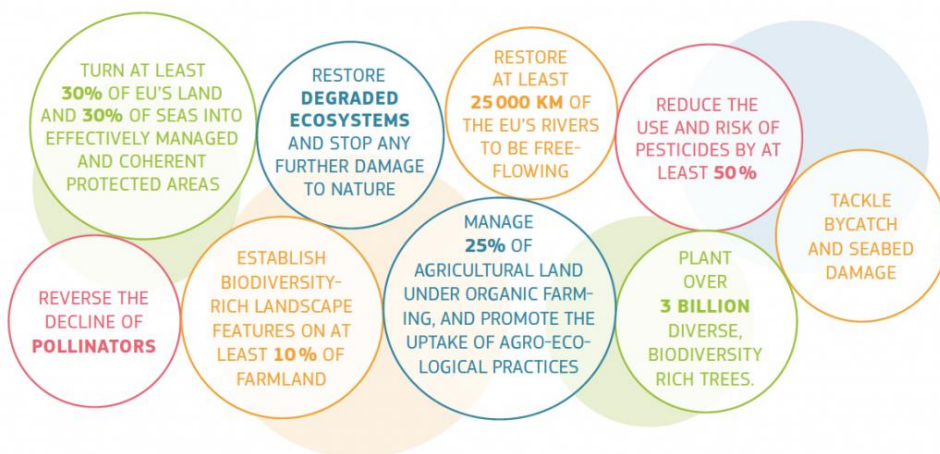 TURN AT LEAST
30% OF EU'S LAND
AND 30% OF SEAS INTO
EFFECTIVELY MANAGED
AND COHERENT
PROTECTED AREAS
RESTORE
DEGRADED
ECOSYSTEMS
AND STOP ANY
FURTHER DAMAGE
TO NATURE
RESTORE
AT LEAST
25 000 KM OF
THE EU'S RIVERS
TO BE FREE-
FLOWING
REDUCE THE
USE AND RISK OF
PESTICIDES BY AT
LEAST 50%
TACKLE
BYCATCH
AND SEABED
DAMAGE
REVERSE THE
DECLINE OF
POLLINATORS
ESTABLISH
BIODIVERSITY-
RICH LANDSCAPE
FEATURES ON AT
LEAST 10% OF
FARMLAND
MANAGE
25% OF
AGRICULTURAL LAND
UNDER ORGANIC FARM-
ING, AND PROMOTE THE
UPTAKE OF AGRO-ECO-
LOGICAL PRACTICES
PLANT
OVER
3 BILLION
DIVERSE,
BIODIVERSITY
RICH TREES.